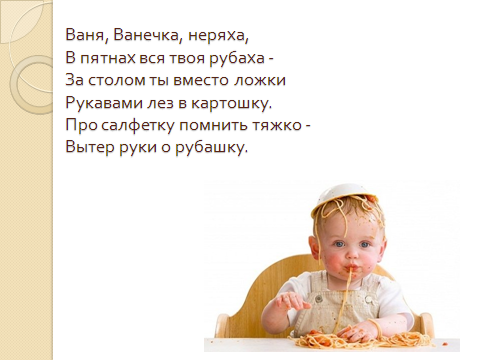 Ваня, Ванечка, неряха,
В пятнах вся твоя рубаха -
За столом ты вместо ложки
Рукавами лез в картошку.
Про салфетку помнить тяжко -
Вытер руки о рубашку.